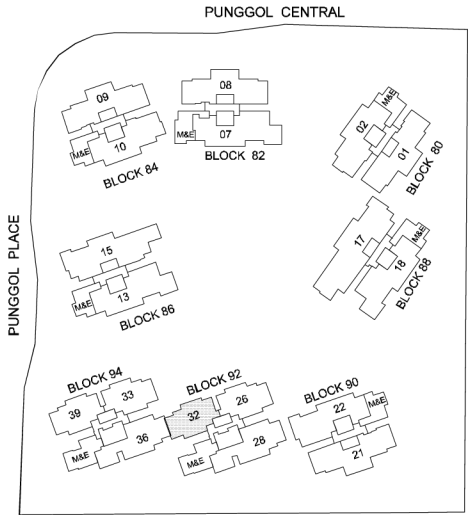 PUNGGOL CENTRAL
PUNGGOL PLACE
09
10
M&E
BLOCK 84
08
07
M&E
BLOCK 82
M&E
02
01
BLOCK 80
15
13
M&E
BLOCK 86
17
18
M&E
BLOCK 88
BLOCK 94
39
33
36
M&E
BLOCK 92
32
26
28
M&E
BLOCK 90
22
M&E
21